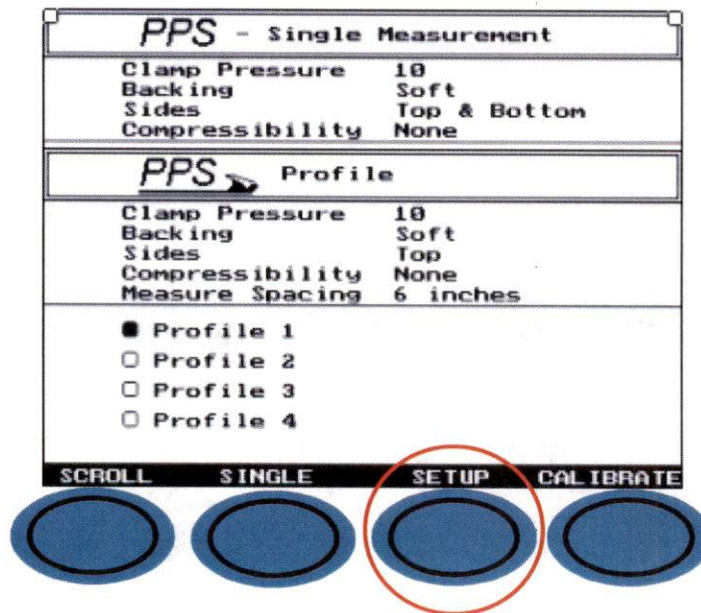 PPS - Single Measurement
Clamp Pressure 10
Backing Soft
Sides Top & Bottom
Compressibility None
PPS Profile
Clamp Pressure 10
Backing Soft
Sides Top
Compressibility None
Measure Spacing 6 inches
Profile 1
Profile 2
Profile 3
Profile 4
SCROLL SINGLE SETUP CALIBRATE